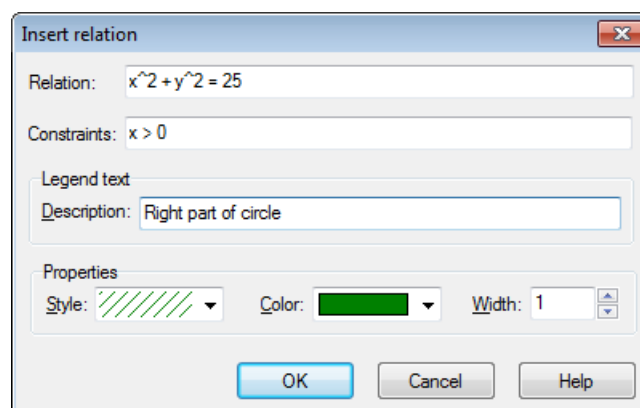 Insert relation
Relation: x^2 + y^2 = 25
Constraints: x > 0
Legend text
Description: Right part of circle
Properties
Style: Color: Width: 1
OK Cancel Help